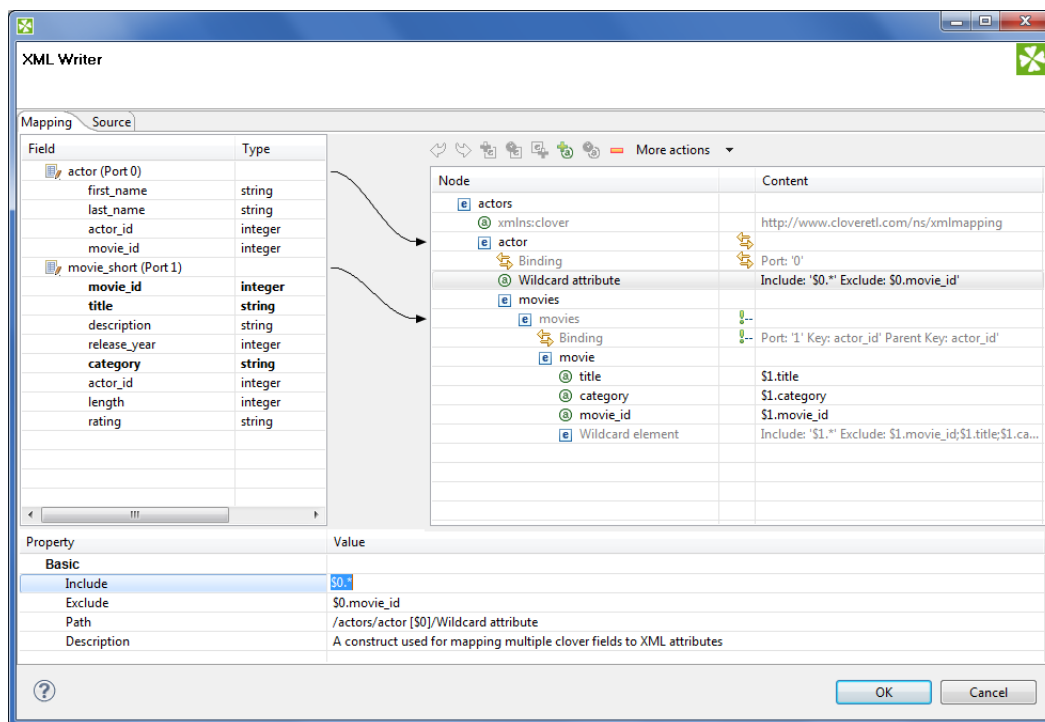 XML Writer
Mapping Source
Field Type
actor (Port 0)
first_name string
last_name string
actor_id integer
movie_id integer
movie_short (Port 1)
movie_id integer
title string
description string
release_year integer
category string
actor_id integer
length integer
rating string
More actions
Node Content
actors
xmlns:clover http://www.cloveretl.com/ns/xmlmapping
actor
Binding Port: '0'
Wildcard attribute Include: '$0.*' Exclude: $0.movie_id'
movies
movies
Binding Port: '1' Key: actor_id' Parent Key: actor_id'
movie
title $1.title
category $1.category
movie_id $1.movie_id
Wildcard element Include: '$1.*' Exclude: $1.movie_id;$1.title;$1.ca...
Property Value
Basic
Include $0.*
Exclude $0.movie_id
Path /actors/actor [$0]/Wildcard attribute
Description A construct used for mapping multiple clover fields to XML attributes
OK Cancel